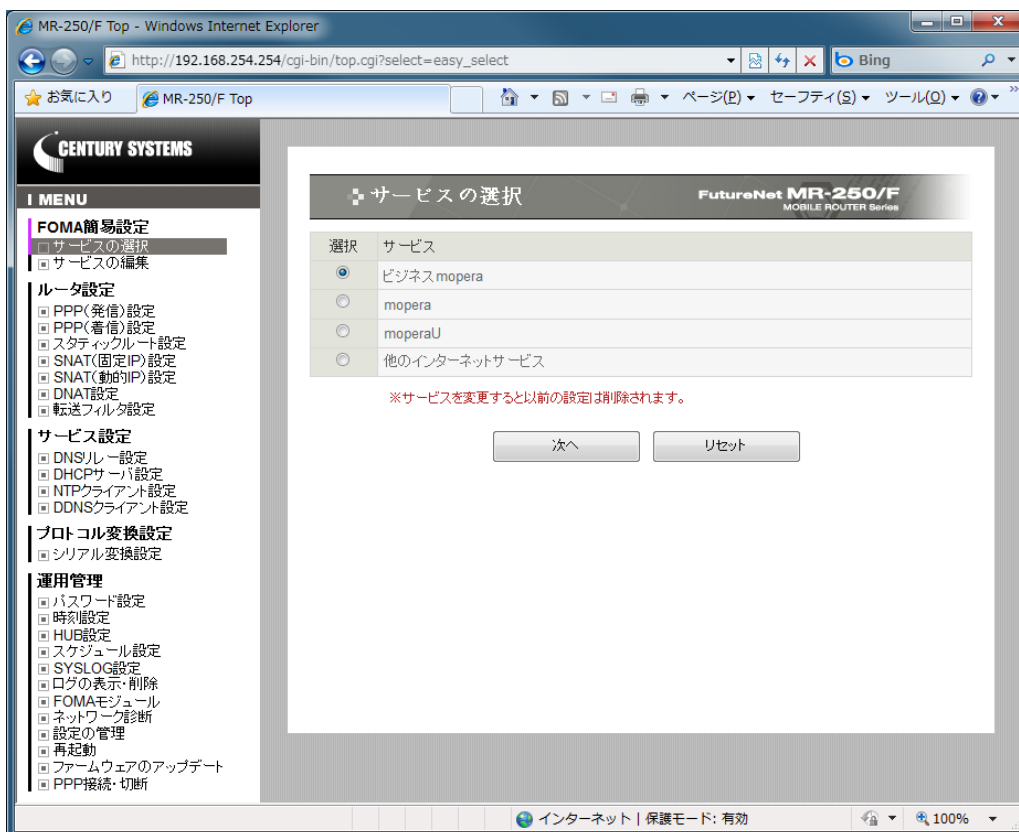 MR-250/F Top - Windows Internet Explorer
http://192.168.254.254/cgi-bin/top.cgi?select=easy_select
Bing
お気に入り
MR-250/F Top
ページ(P)
セーフティ(S)
ツール(O)
CENTURY SYSTEMS
MENU
FOMA簡易設定
サービスの選択
サービスの編集
ルータ設定
PPP(発信)設定
PPP(着信)設定
スタティックルート設定
SNAT(固定IP)設定
SNAT(動的IP)設定
DNAT設定
転送フィルタ設定
サービス設定
DNSリレー設定
DHCPサーバ設定
NTPクライアント設定
DDNSクライアント設定
プロトコル変換設定
シリアル変換設定
運用管理
パスワード設定
時刻設定
HUB設定
スケジュール設定
SYSLOG設定
ログの表示・削除
FOMAモジュール
ネットワーク診断
設定の管理
再起動
ファームウェアのアップデート
PPP接続・切断
サービスの選択
FutureNet MR-250/F
MOBILE ROUTER Series
選択 サービス
ビジネスmopera
mopera
moperaU
他のインターネットサービス
※サービスを変更すると以前の設定は削除されます。
次へ リセット
インターネット | 保護モード: 有効
100%